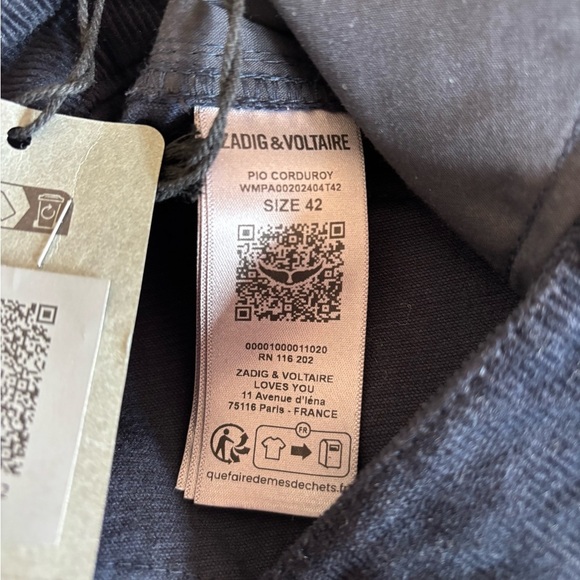 ZADIG & VOLTAIRE
PIO CORDUROY
WMPA00202404T42
SIZE 42
00001000011020
RN 116 202
ZADIG & VOLTAIRE
LOVES YOU
11 Avenue d'Iéna
75116 Paris - FRANCE
FR
quefairedemesdechets.fr